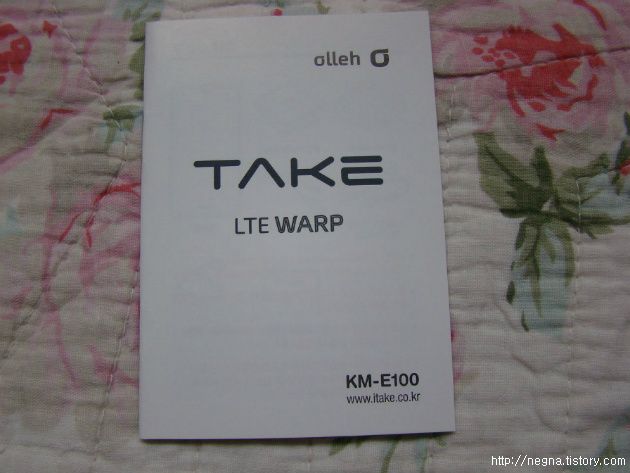 olleh
TAKE
LTE WARP
KM-E100
www.itake.co.kr
http://negna.tistory.com